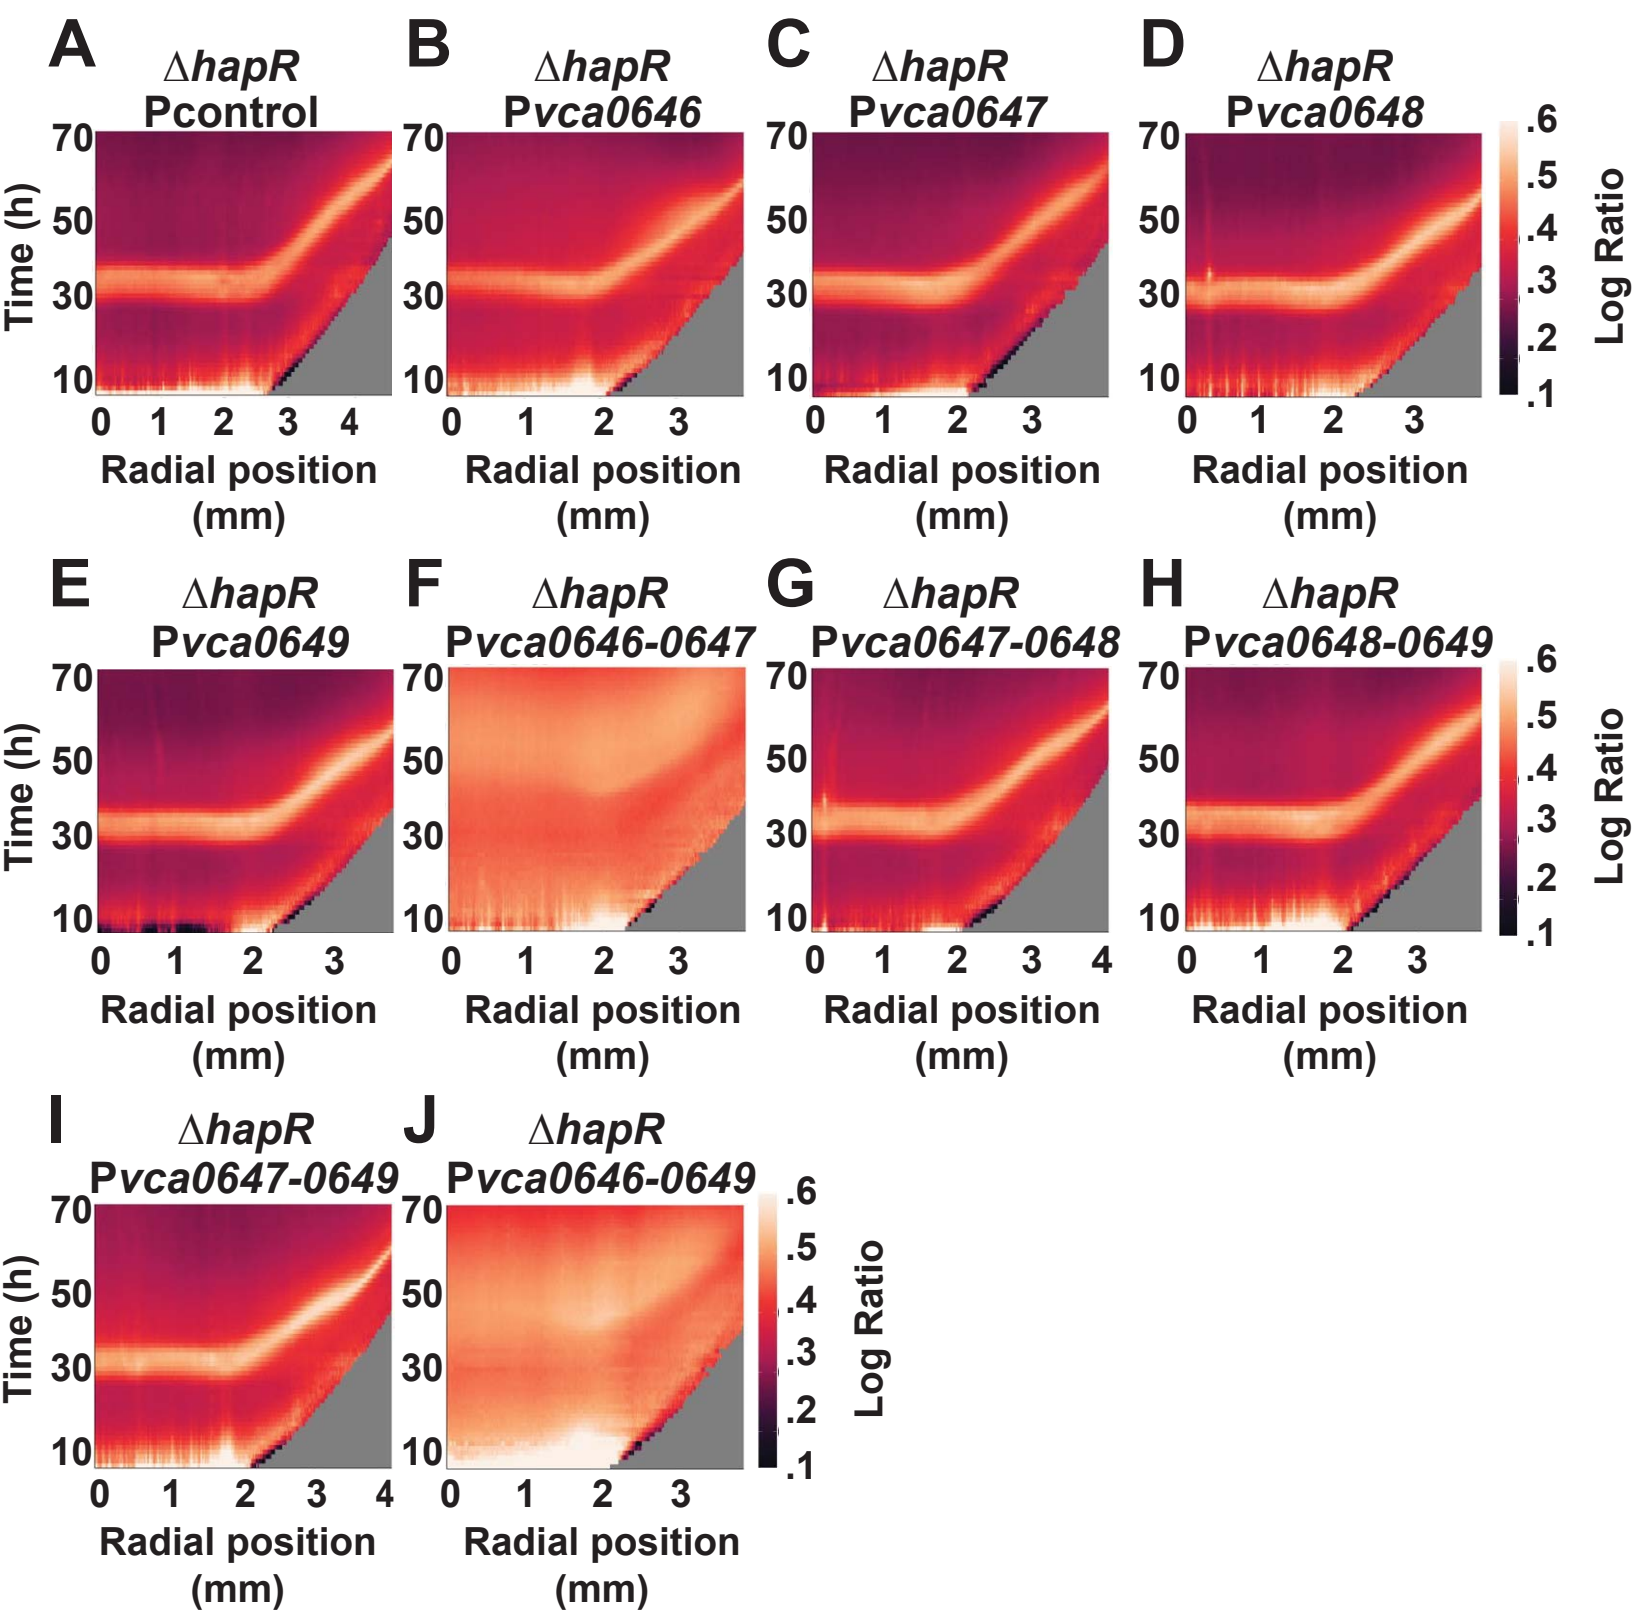 A B C D
ΔhapR ΔhapR ΔhapR ΔhapR
Pcontrol Pvca0646 Pvca0647 Pvca0648
70 70 70 70 .6
50 50 50 50 .5
30 30 30 30 .4
10 10 10 10 .3
.2
.1
Time (h)
Log Ratio
0 1 2 3 4 0 1 2 3 0 1 2 3 0 1 2 3
Radial position Radial position Radial position Radial position
(mm) (mm) (mm) (mm)
E F G H
ΔhapR ΔhapR ΔhapR ΔhapR
Pvca0649 Pvca0646-0647 Pvca0647-0648 Pvca0648-0649
70 70 70 70 .6
50 50 50 50 .5
30 30 30 30 .4
10 10 10 10 .3
.2
.1
Time (h)
Log Ratio
0 1 2 3 0 1 2 3 0 1 2 3 4 0 1 2 3
Radial position Radial position Radial position Radial position
(mm) (mm) (mm) (mm)
I J
ΔhapR ΔhapR
Pvca0647-0649 Pvca0646-0649
70 70 .6
50 50 .5
30 30 .4
10 10 .3
.2
.1
Time (h)
Log Ratio
0 1 2 3 4 0 1 2 3
Radial position Radial position
(mm) (mm)